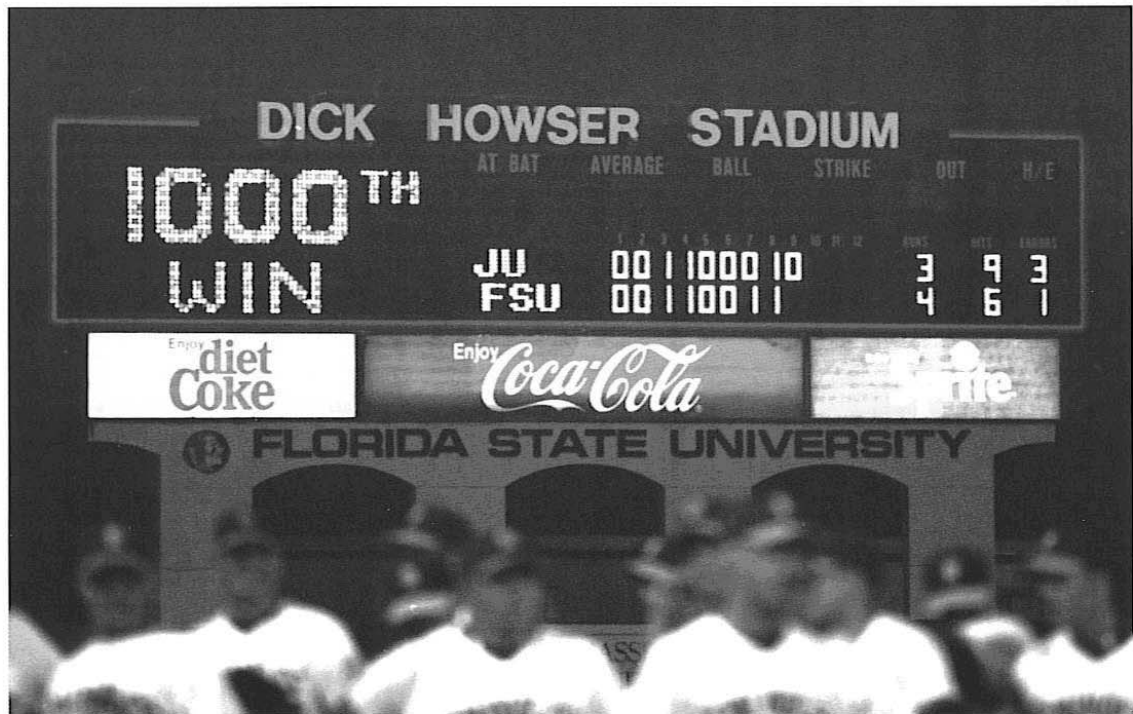 DICK HOWSER STADIUM
AT BAT AVERAGE BALL STRIKE OUT H/E
1000TH
WIN
1 2 3 4 5 6 7 8 9 10 11 12 RUNS HITS ERRORS
JU 001100010 3 9 3
FSU 00110011 4 6 1
Enjoy diet Coke
Enjoy Coca-Cola
Sprite
FLORIDA STATE UNIVERSITY